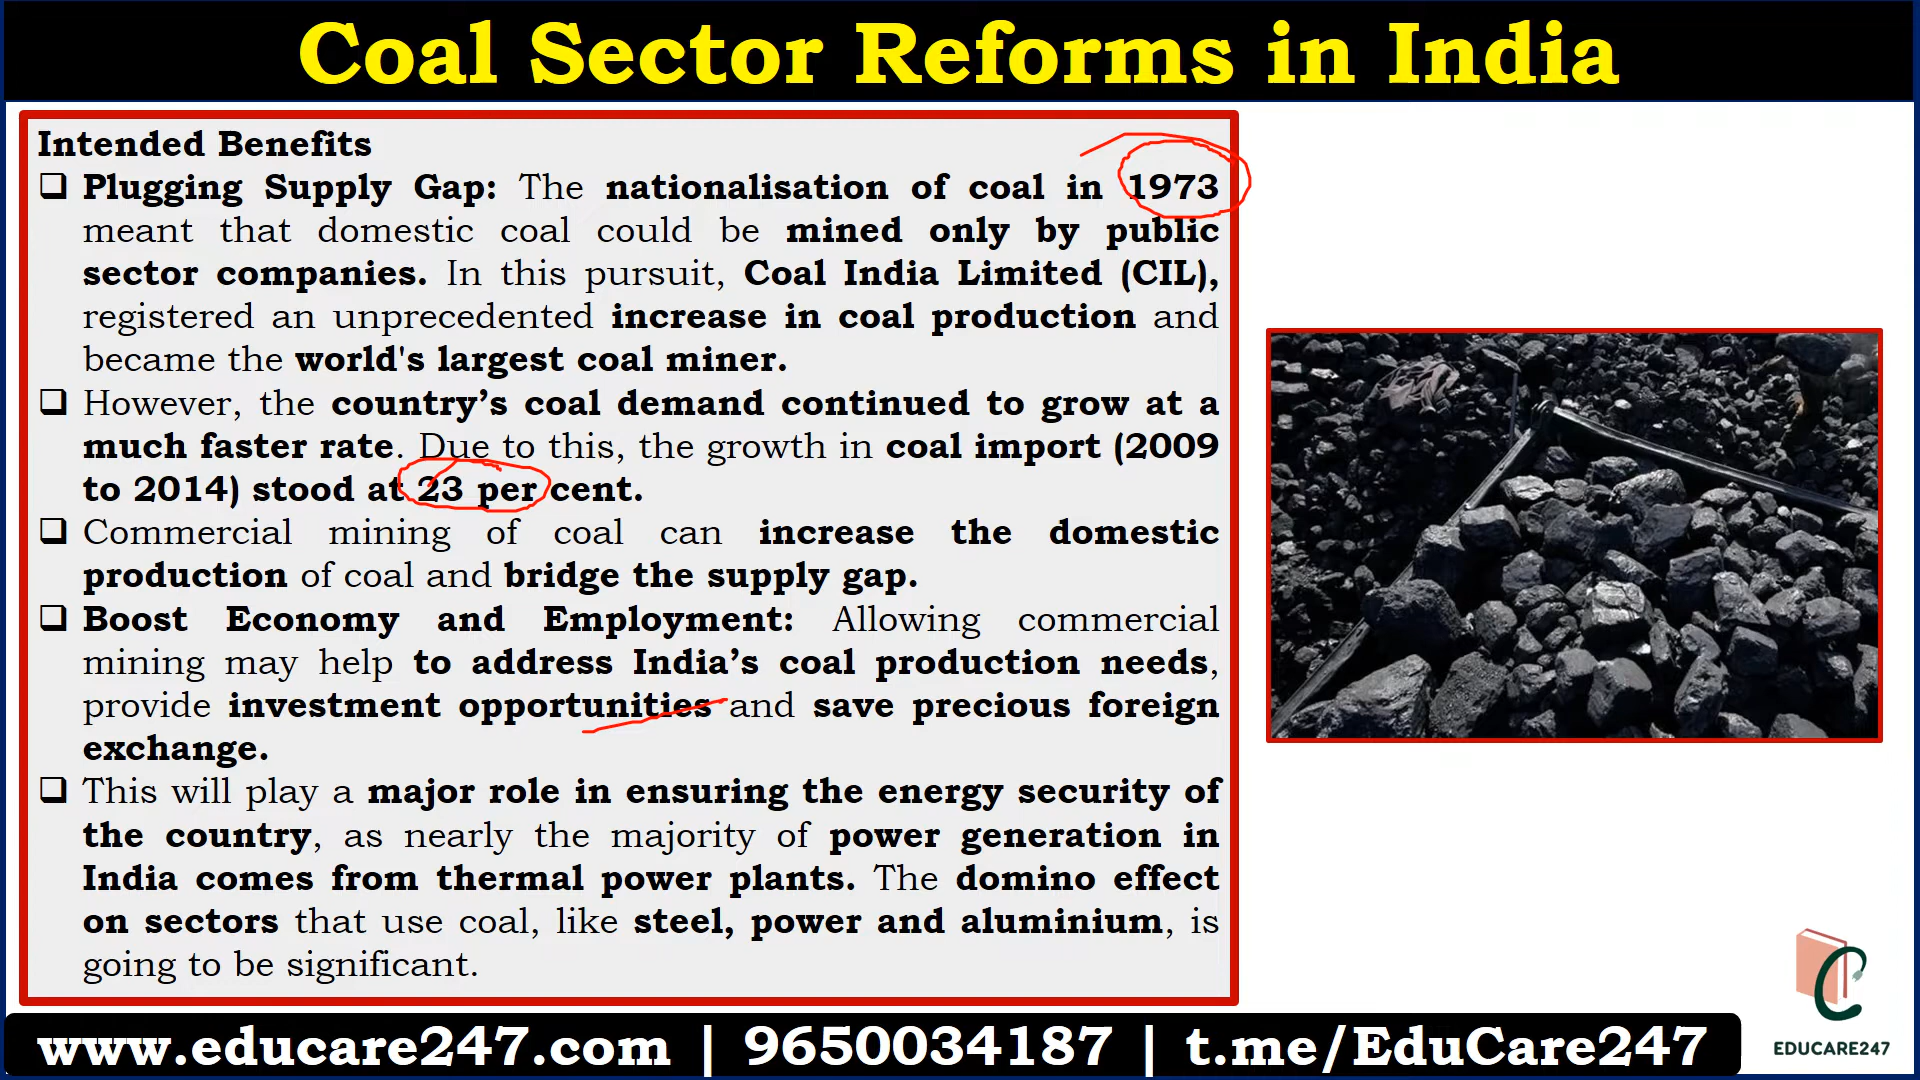 Coal Sector Reforms in India
Intended Benefits
❑ Plugging Supply Gap: The nationalisation of coal in 1973
meant that domestic coal could be mined only by public
sector companies. In this pursuit, Coal India Limited (CIL),
registered an unprecedented increase in coal production and
became the world's largest coal miner.
❑ However, the country’s coal demand continued to grow at a
much faster rate. Due to this, the growth in coal import (2009
to 2014) stood at 23 per cent.
❑ Commercial mining of coal can increase the domestic
production of coal and bridge the supply gap.
❑ Boost Economy and Employment: Allowing commercial
mining may help to address India’s coal production needs,
provide investment opportunities and save precious foreign
exchange.
❑ This will play a major role in ensuring the energy security of
the country, as nearly the majority of power generation in
India comes from thermal power plants. The domino effect
on sectors that use coal, like steel, power and aluminium, is
going to be significant.
www.educare247.com | 9650034187 | t.me/EduCare247
EDUCARE247